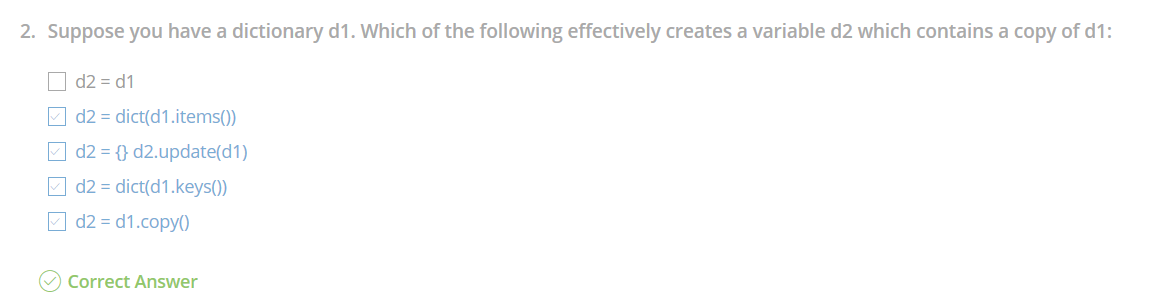 2. Suppose you have a dictionary d1. Which of the following effectively creates a variable d2 which contains a copy of d1:
d2 = d1
d2 = dict(d1.items())
d2 = {} d2.update(d1)
d2 = dict(d1.keys())
d2 = d1.copy()
Correct Answer